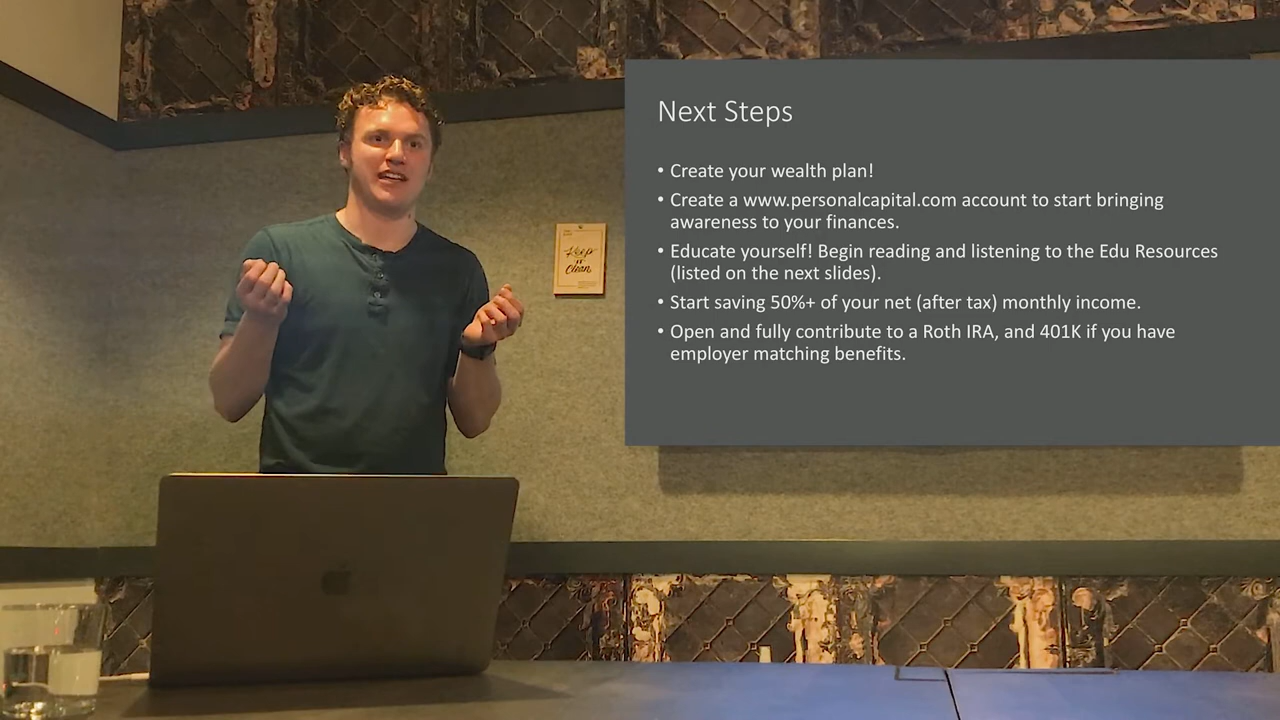 Next Steps
• Create your wealth plan!
• Create a www.personalcapital.com account to start bringing
awareness to your finances.
• Educate yourself! Begin reading and listening to the Edu Resources
(listed on the next slides).
• Start saving 50%+ of your net (after tax) monthly income.
• Open and fully contribute to a Roth IRA, and 401K if you have
employer matching benefits.
Keep
IT
Clean